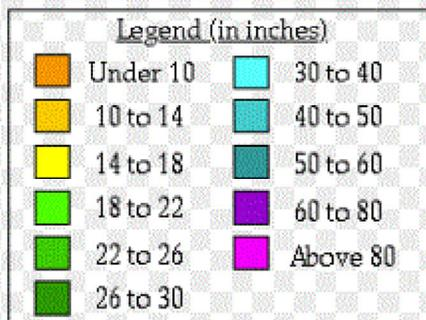 Legend (in inches)
Under 10
10 to 14
14 to 18
18 to 22
22 to 26
26 to 30
30 to 40
40 to 50
50 to 60
60 to 80
Above 80